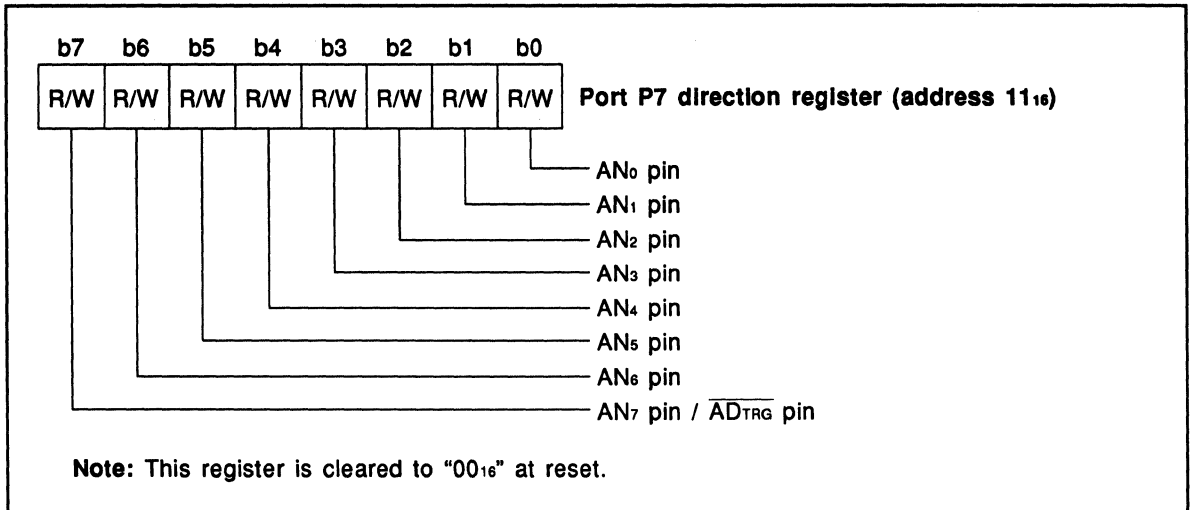 b7 b6 b5 b4 b3 b2 b1 b0
R/W R/W R/W R/W R/W R/W R/W R/W Port P7 direction register (address 11₁₆)
AN₀ pin
AN₁ pin
AN₂ pin
AN₃ pin
AN₄ pin
AN₅ pin
AN₆ pin
AN₇ pin / A̅D̅T̅R̅G̅ pin
Note: This register is cleared to “00₁₆” at reset.